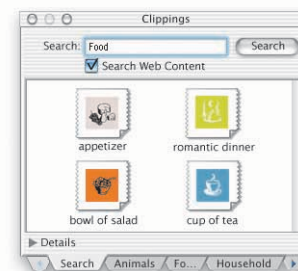 Clippings
Search: Food Search
Search Web Content
appetizer romantic dinner
bowl of salad cup of tea
Details
Search Animals Fo... Household